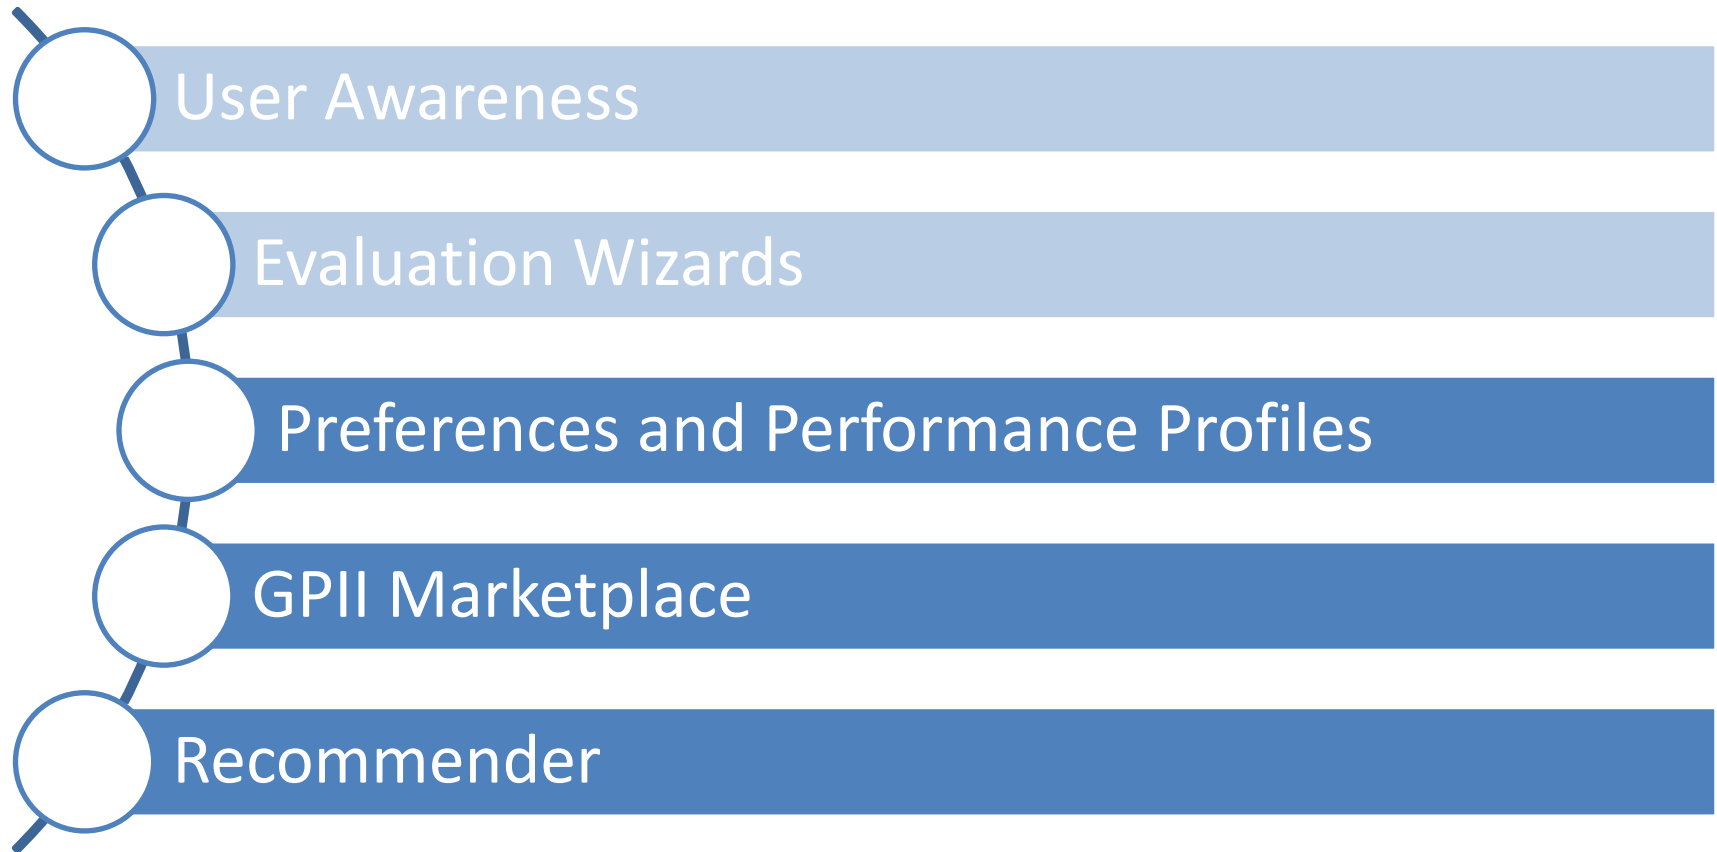 User Awareness
Evaluation Wizards
Preferences and Performance Profiles
GPII Marketplace
Recommender